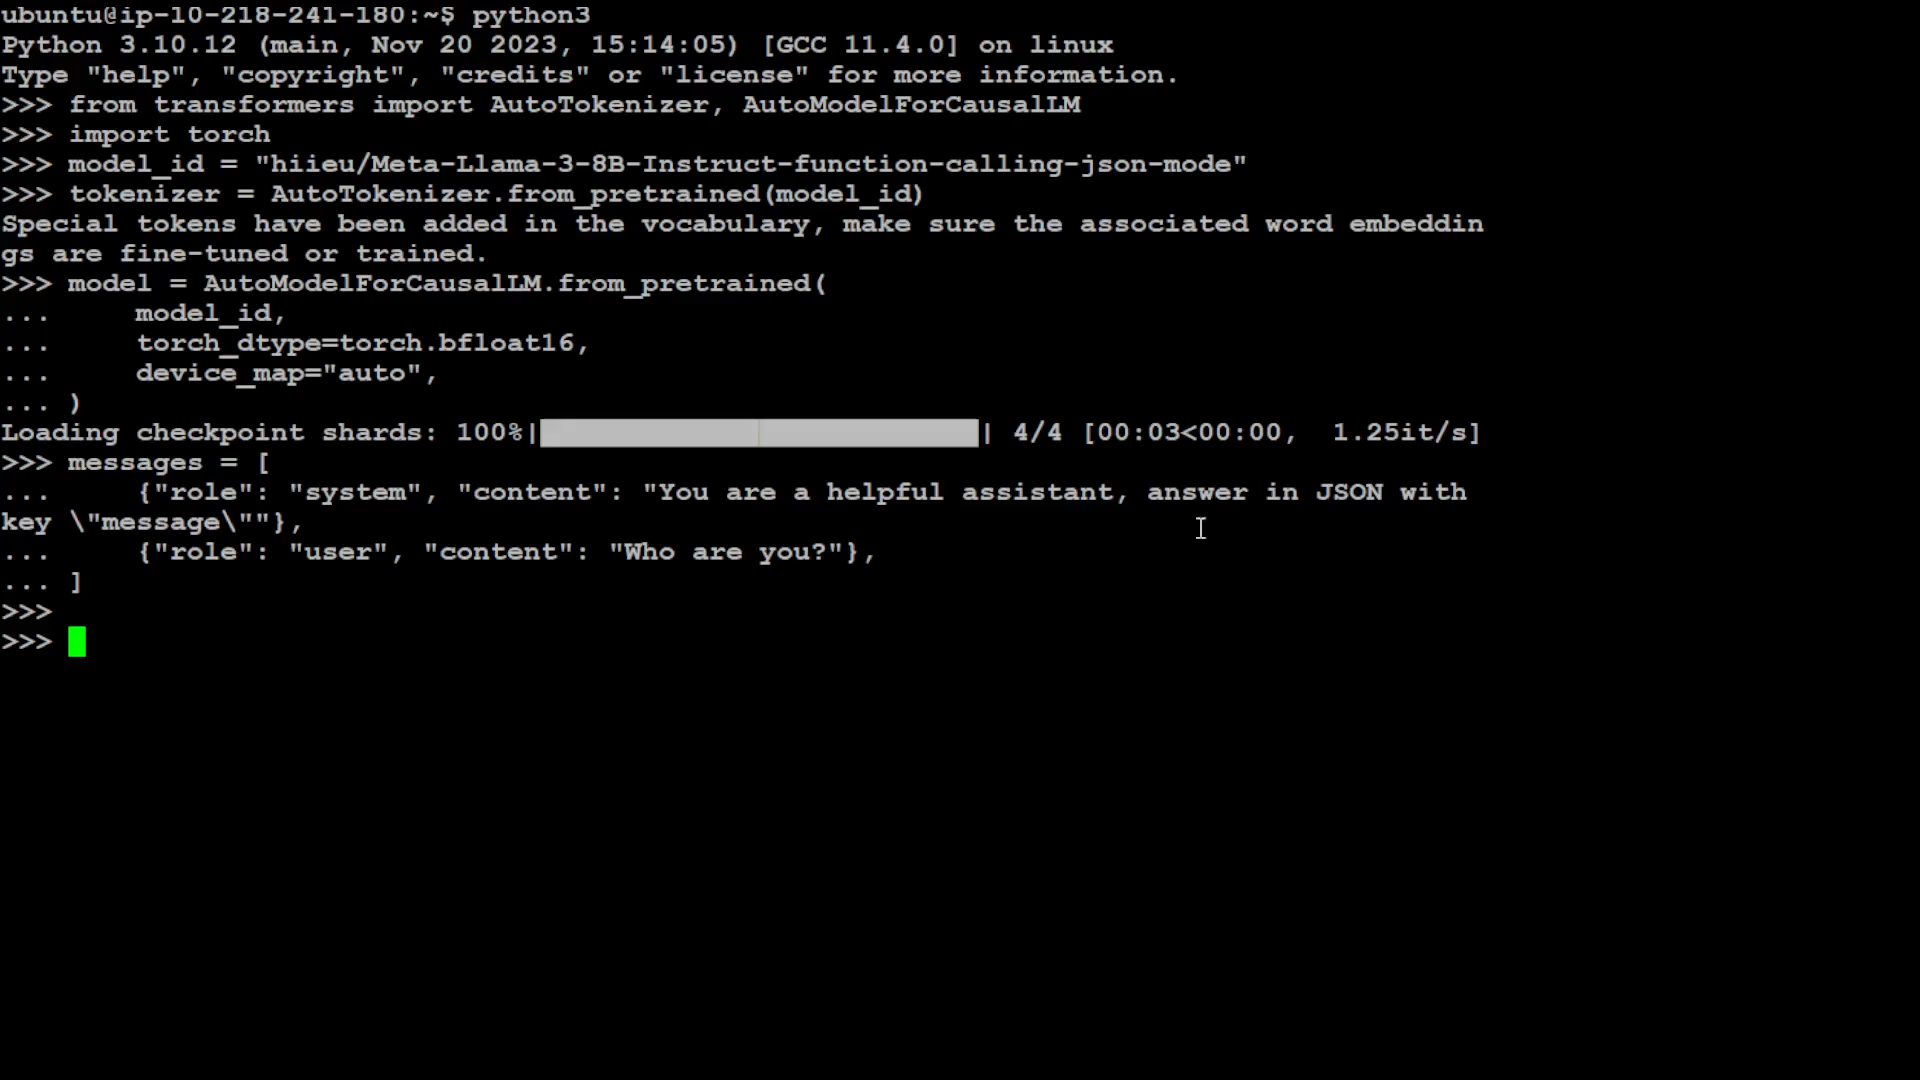 ubuntu@ip-10-218-241-180:~$ python3
Python 3.10.12 (main, Nov 20 2023, 15:14:05) [GCC 11.4.0] on linux
Type "help", "copyright", "credits" or "license" for more information.
>>> from transformers import AutoTokenizer, AutoModelForCausalLM
>>> import torch
>>> model_id = "hiieu/Meta-Llama-3-8B-Instruct-function-calling-json-mode"
>>> tokenizer = AutoTokenizer.from_pretrained(model_id)
Special tokens have been added in the vocabulary, make sure the associated word embeddin
gs are fine-tuned or trained.
>>> model = AutoModelForCausalLM.from_pretrained(
...     model_id,
...     torch_dtype=torch.bfloat16,
...     device_map="auto",
... )
Loading checkpoint shards: 100%|██████████████████████████| 4/4 [00:03<00:00,  1.25it/s]
>>> messages = [
...     {"role": "system", "content": "You are a helpful assistant, answer in JSON with
key \"message\""},
...     {"role": "user", "content": "Who are you?"},
... ]
>>>
>>>